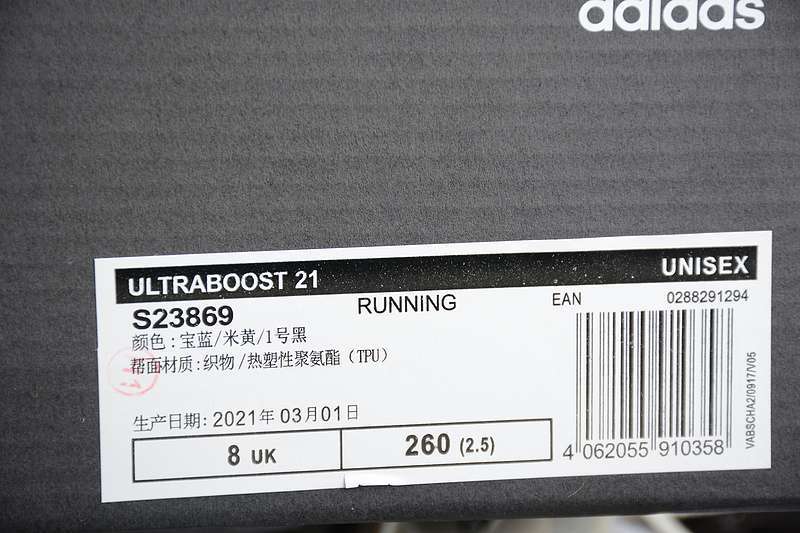 adidas
ULTRABOOST 21 UNISEX
S23869 RUNNING EAN 0288291294
颜色:宝蓝/米黄/1号黑
帮面材质:织物/热塑性聚氨酯(TPU)
生产日期:2021年 03月01日
8 UK 260 (2.5)
4 062055 910358
VABSCHA2/0917/V05